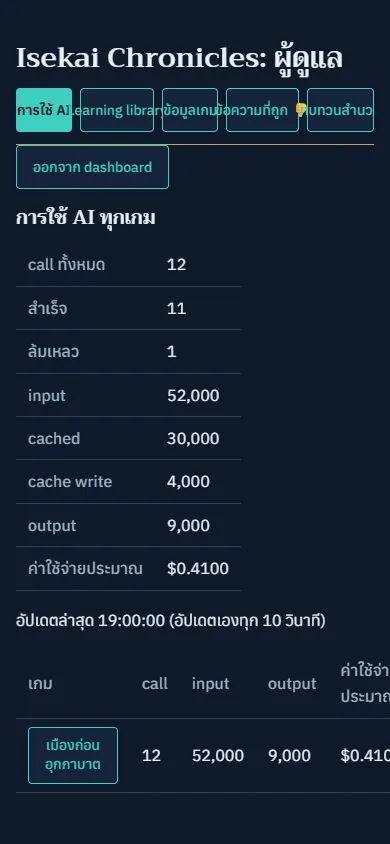 Isekai Chronicles: ผู้ดูแล
การใช้ AI
Learning library
ข้อมูลเกม
ข้อความที่ถูก 👎
ทบทวนสำนวน
ออกจาก dashboard
การใช้ AI ทุกเกม
call ทั้งหมด 12
สำเร็จ 11
ล้มเหลว 1
input 52,000
cached 30,000
cache write 4,000
output 9,000
ค่าใช้จ่ายประมาณ $0.4100
อัปเดตล่าสุด 19:00:00 (อัปเดตเองทุก 10 วินาที)
เกม call input output ค่าใช้จ่า
ประมาณ
เมืองก่อน
อุกกาบาต
12 52,000 9,000 $0.410